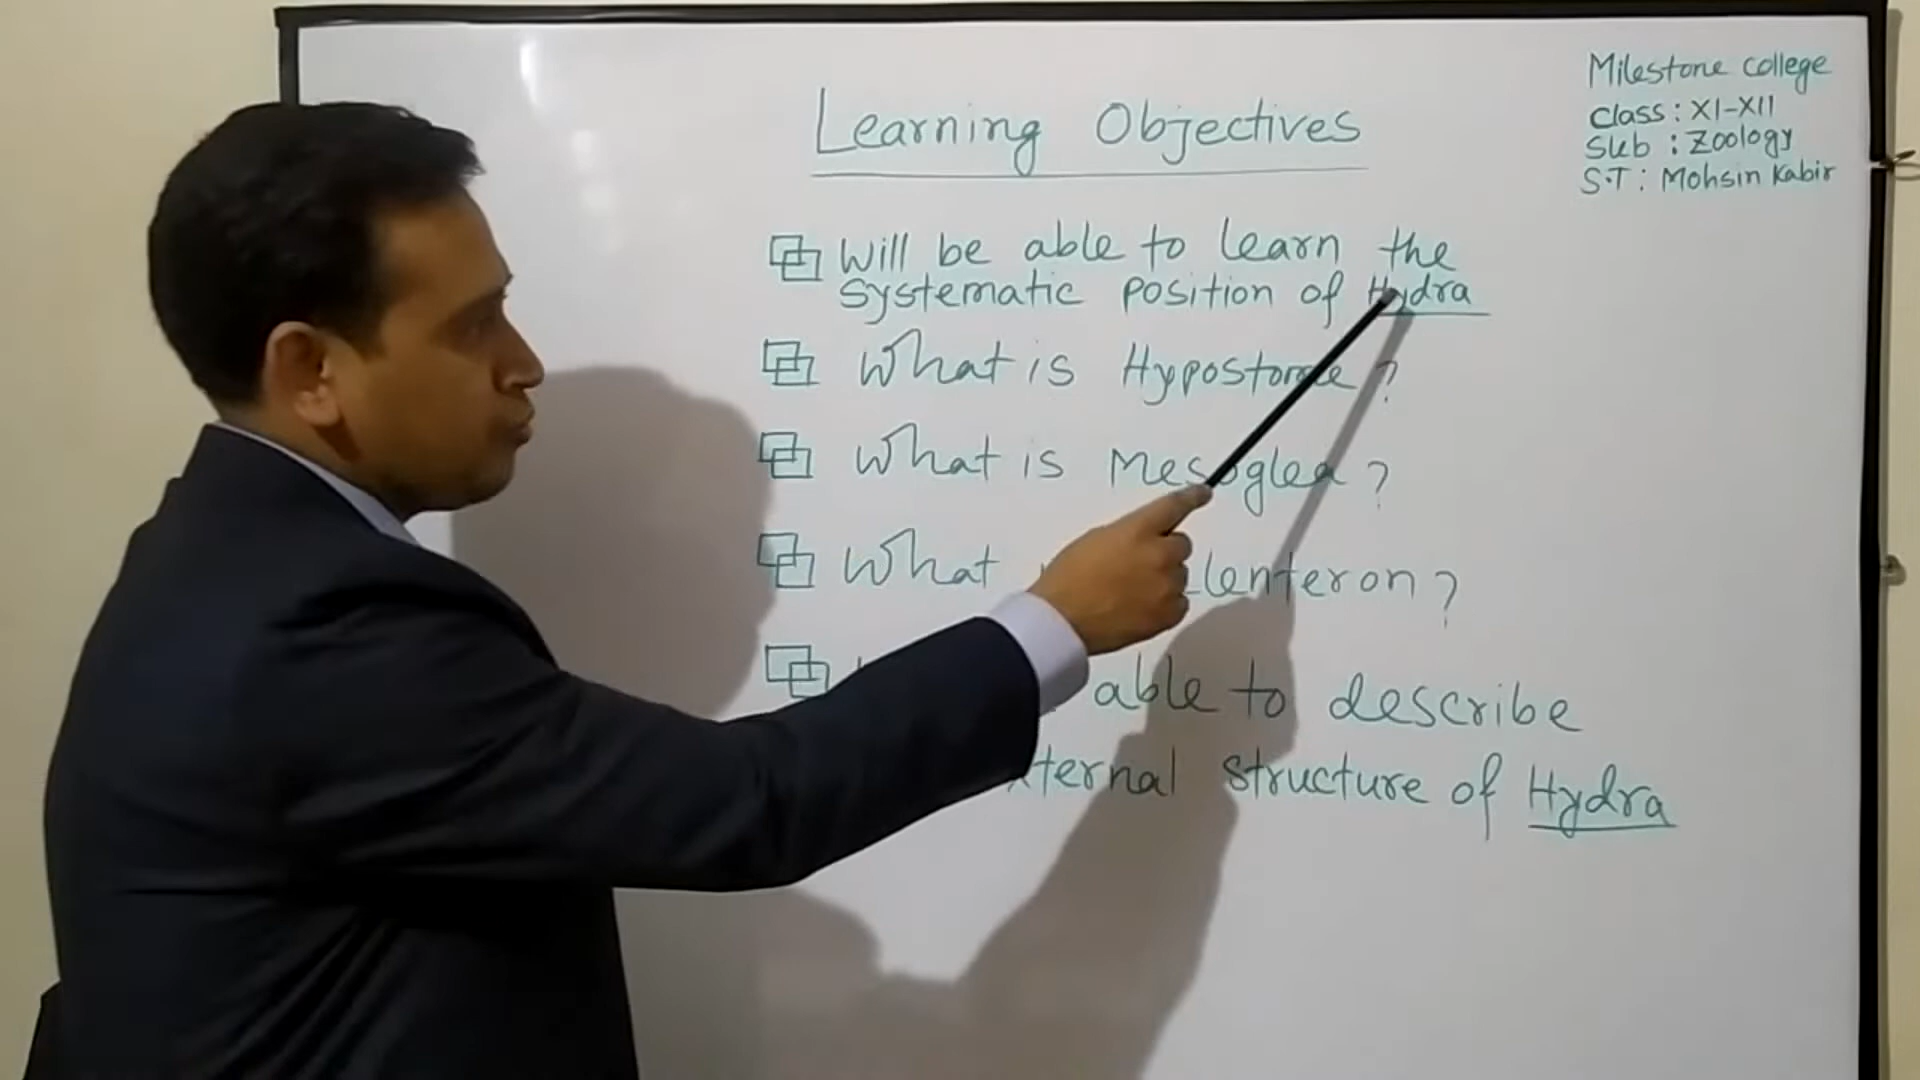 Learning Objectives
Milestone college
Class : XI-XII
Sub : Zoology
S.T : Mohsin Kabir
Will be able to learn the
systematic position of Hydra
What is Hypostome ?
What is Mesoglea ?
What lenteron ?
able to describe
xternal structure of Hydra